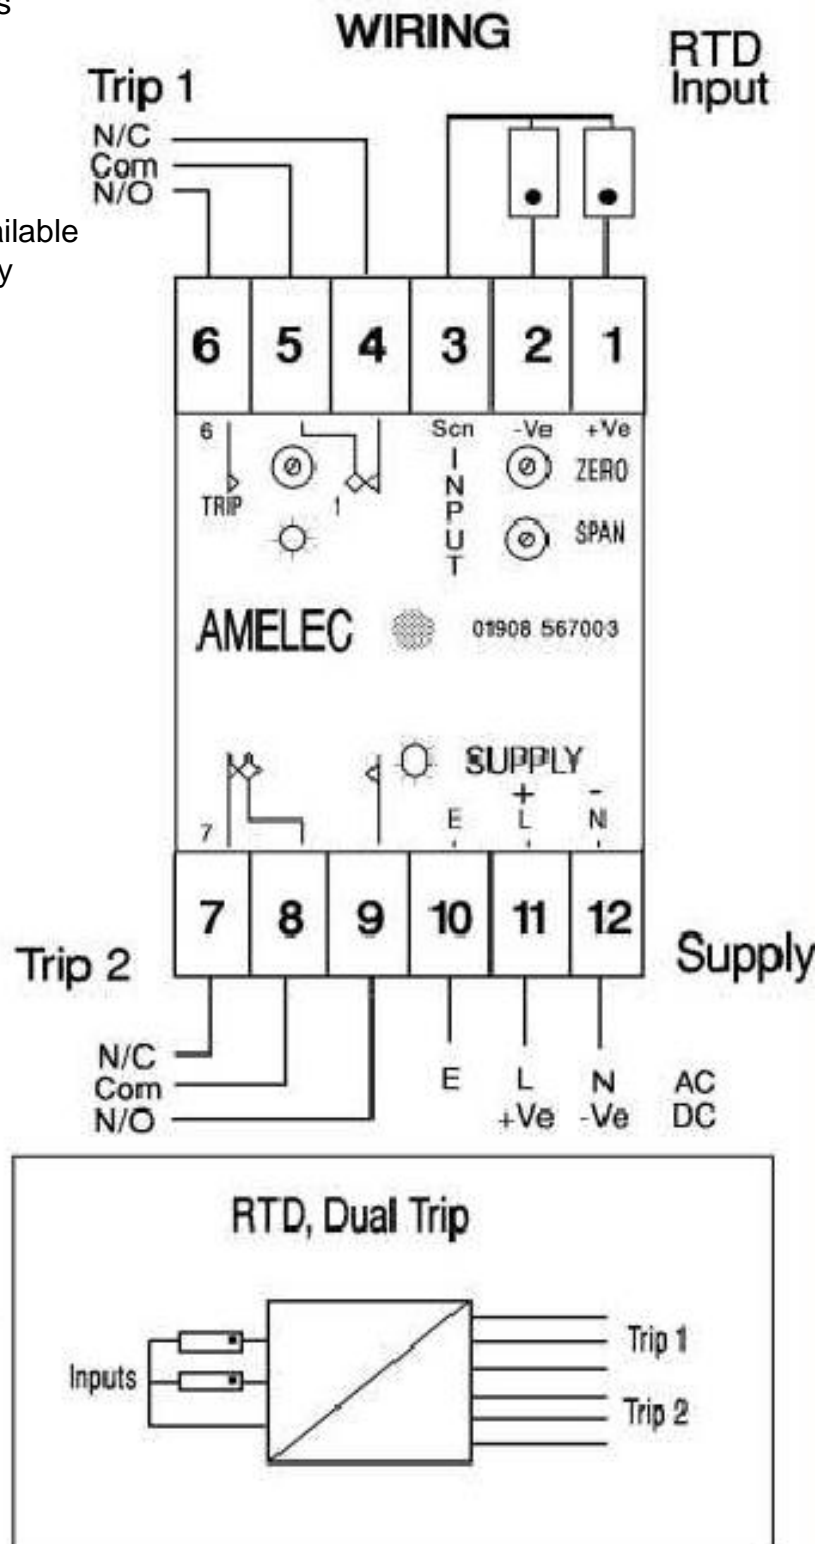 s
WIRING
RTD
Input
Trip 1
N/C
Com
N/O
ailable
y
6 5 4 3 2 1
6 Scn -Ve +Ve
INPUT
ZERO
TRIP 1
SPAN
AMELEC 01908 567003
SUPPLY
+ -
7 E L N
7 8 9 10 11 12
Trip 2
Supply
N/C
Com
N/O
E L N AC
+Ve -Ve DC
RTD, Dual Trip
Inputs
Trip 1
Trip 2